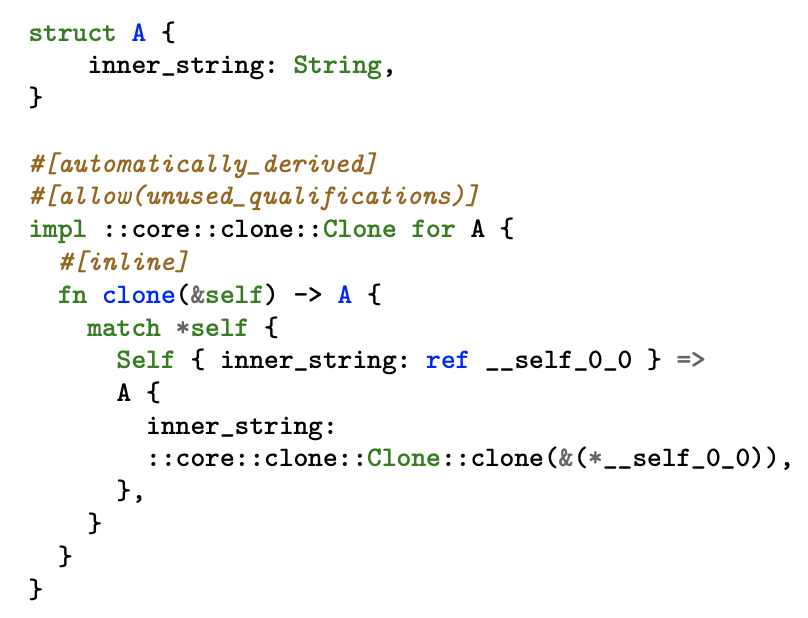 struct A {
    inner_string: String,
}

#[automatically_derived]
#[allow(unused_qualifications)]
impl ::core::clone::Clone for A {
  #[inline]
  fn clone(&self) -> A {
    match *self {
      Self { inner_string: ref __self_0_0 } =>
      A {
        inner_string:
        ::core::clone::Clone::clone(&(*__self_0_0)),
      },
    }
  }
}